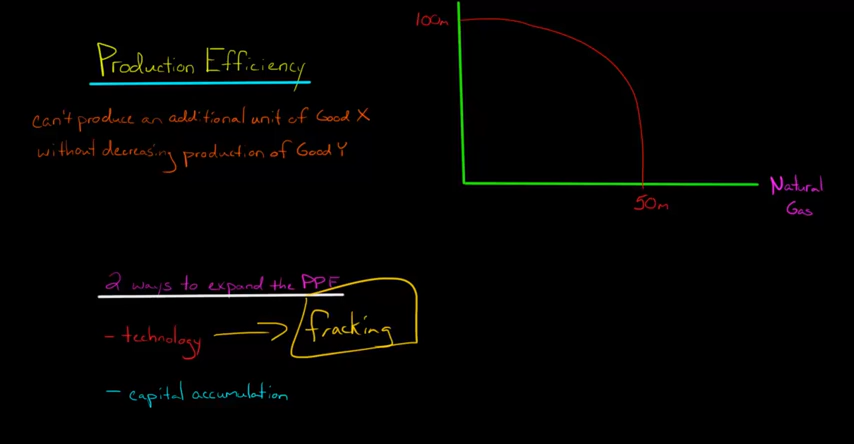 Production Efficiency
can't produce an additional unit of Good X
without decreasing production of Good Y
100m
50m
Natural
Gas
2 ways to expand the PPF
- technology
fracking
- capital accumulation